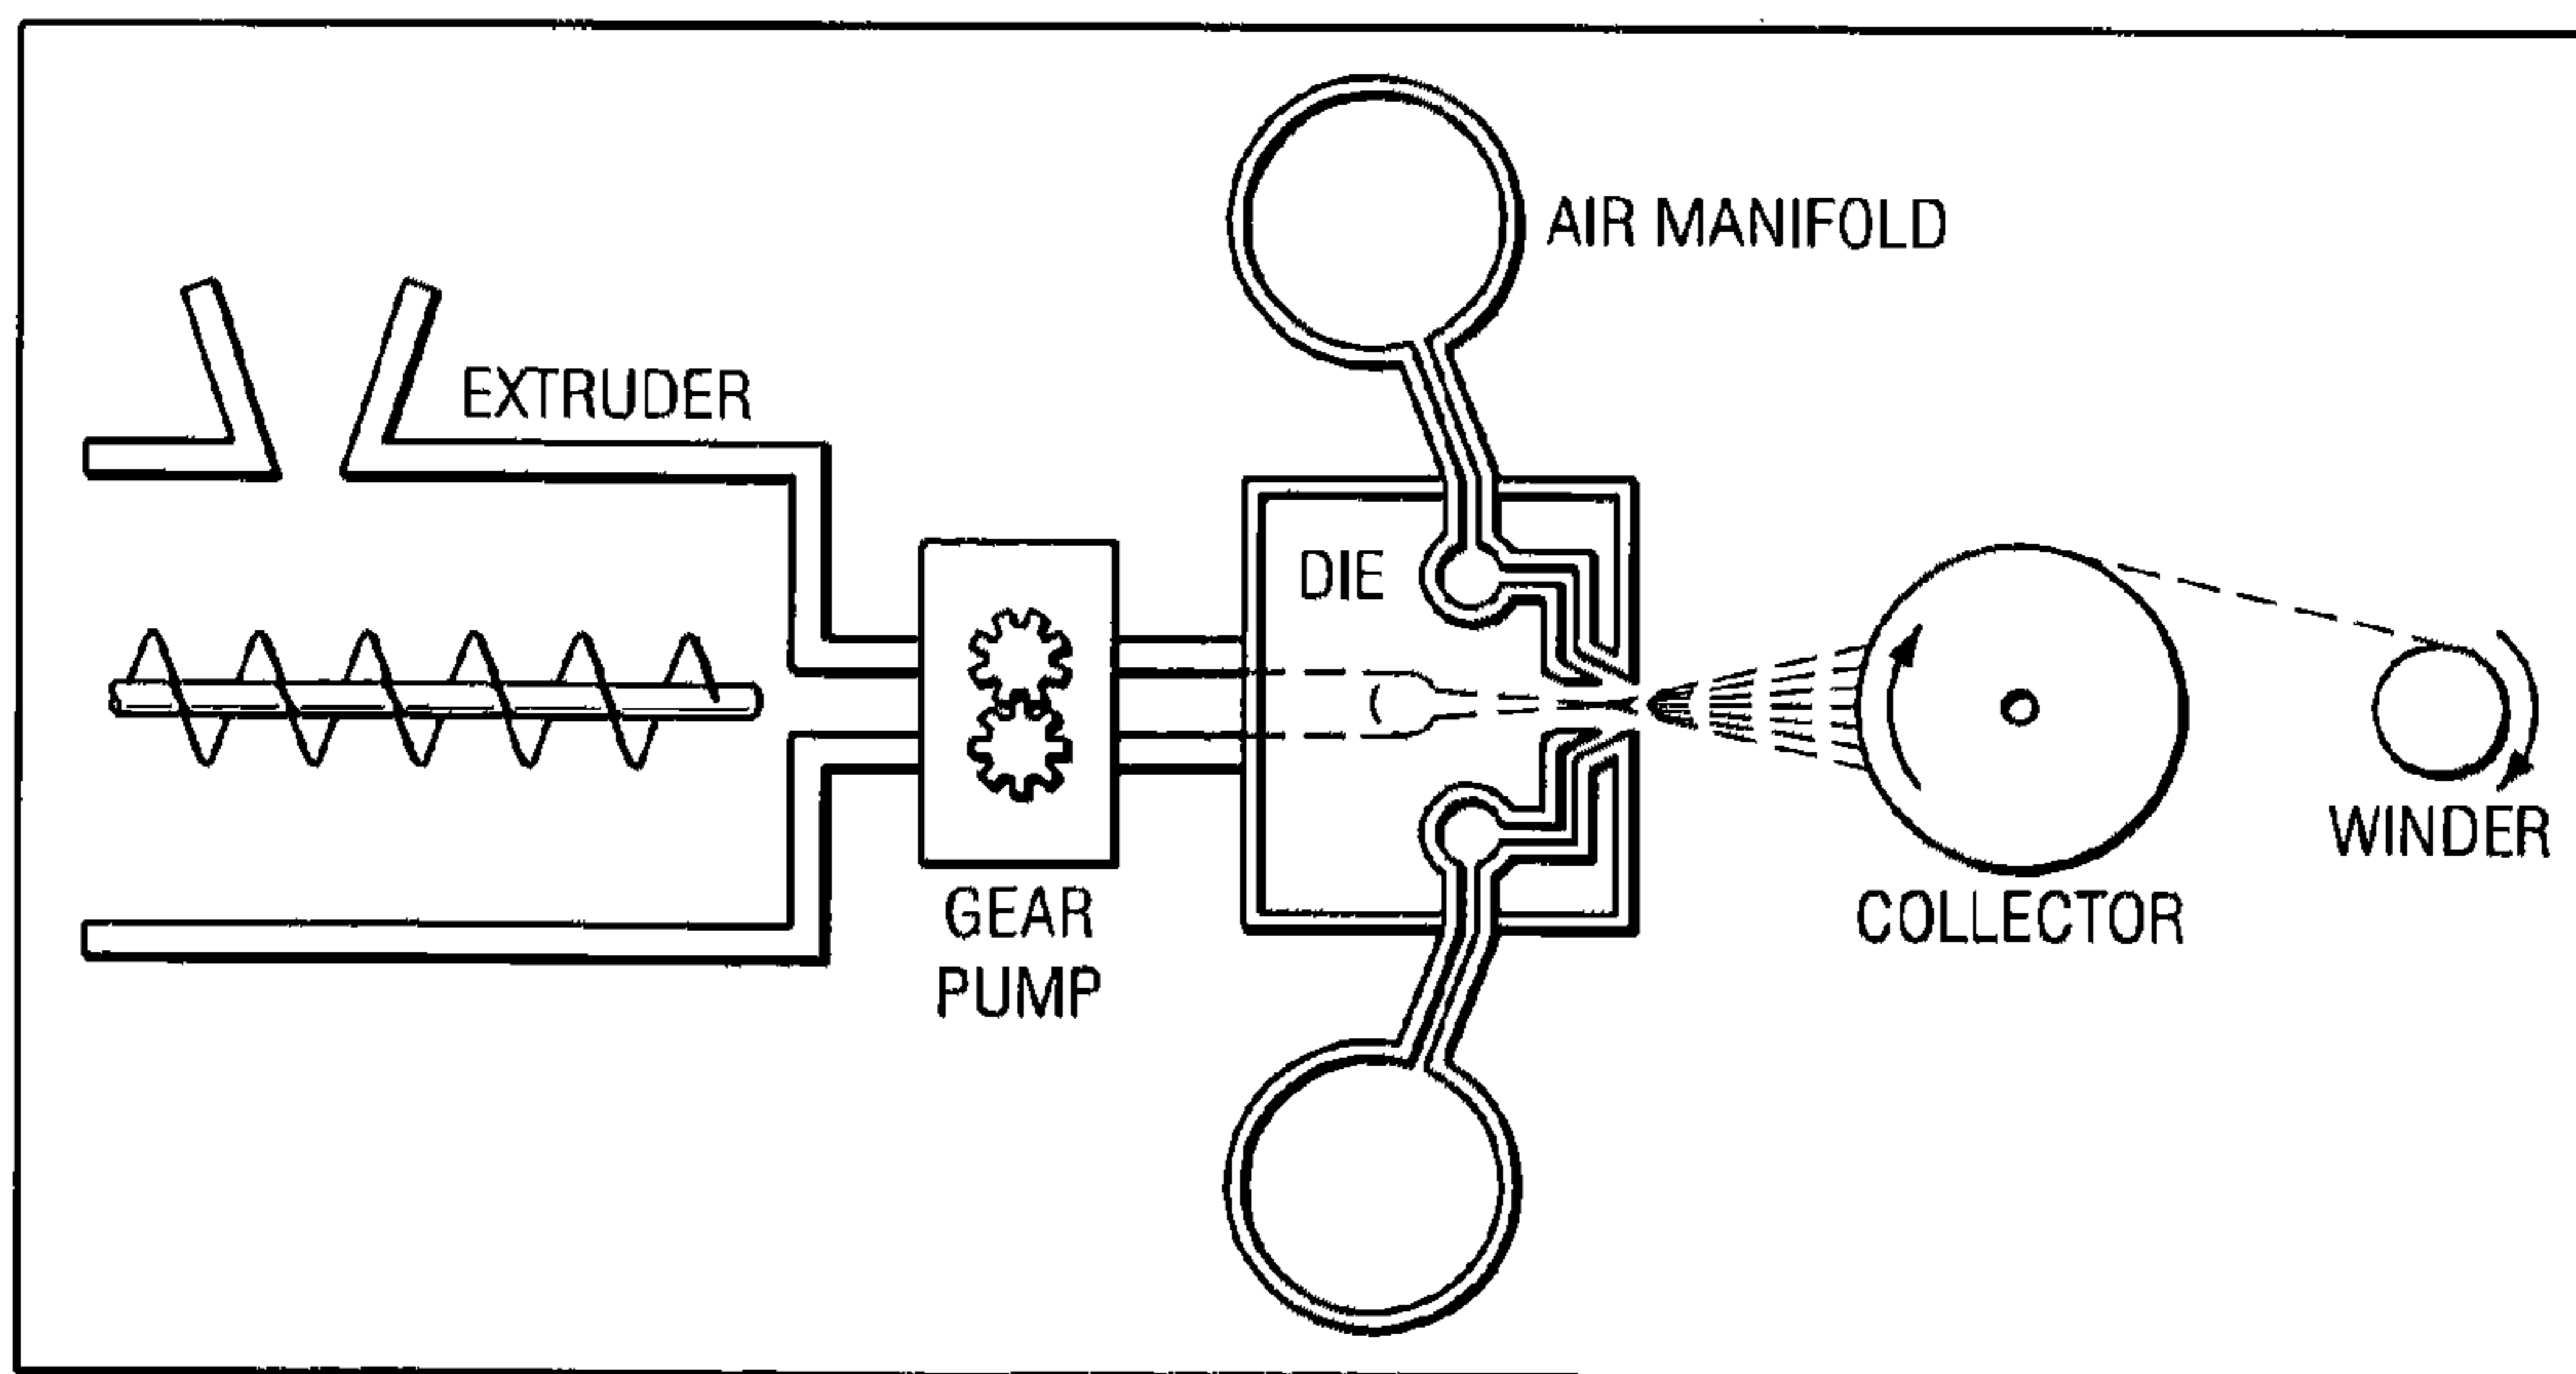 AIR MANIFOLD
EXTRUDER
DIE
GEAR
PUMP
COLLECTOR
WINDER